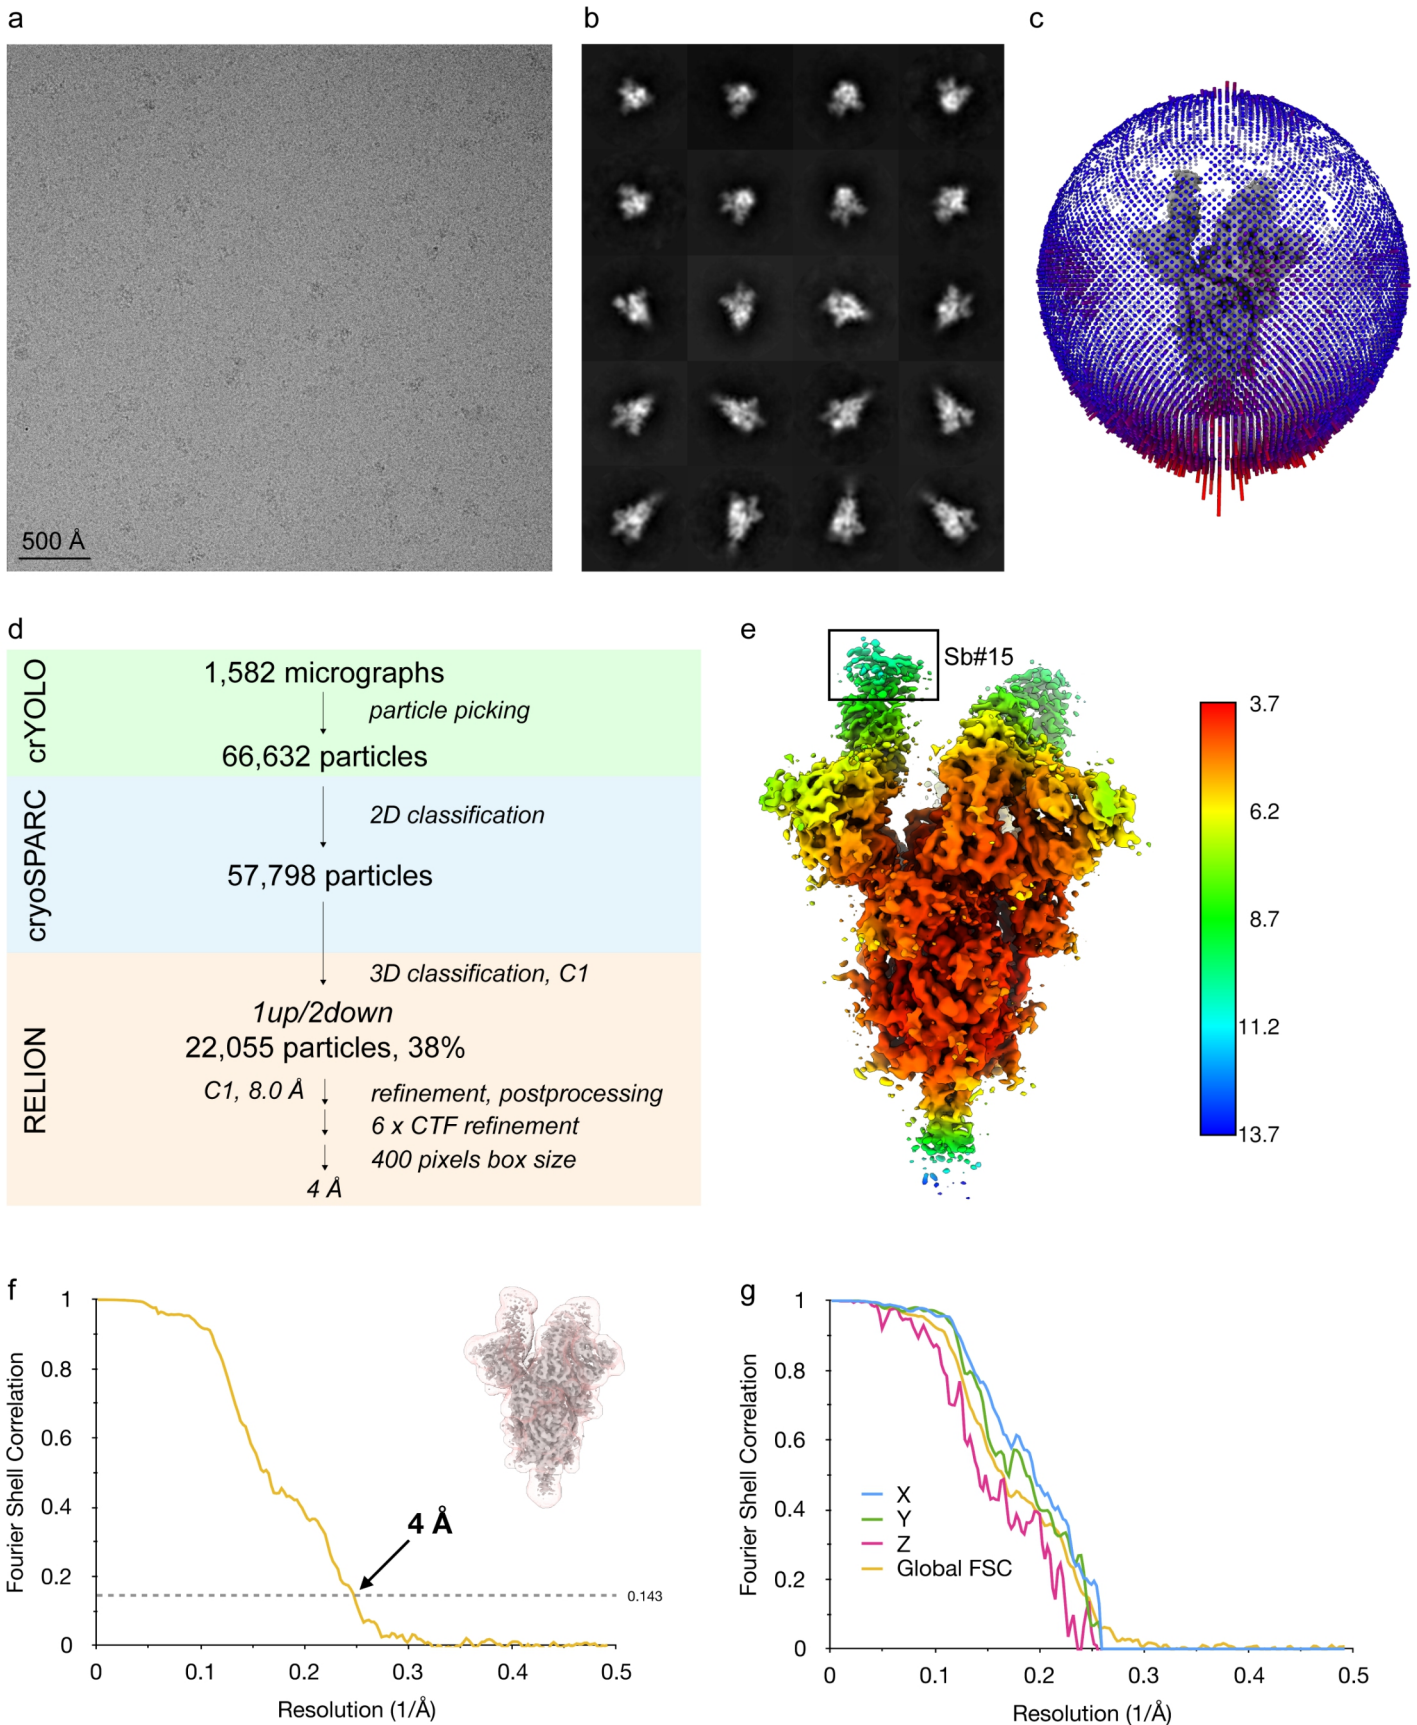 a
b
c
500 Å
d
crYOLO
1,582 micrographs
particle picking
66,632 particles
cryoSPARC
2D classification
57,798 particles
RELION
3D classification, C1
1up/2down
22,055 particles, 38%
C1, 8.0 Å
refinement, postprocessing
6 x CTF refinement
400 pixels box size
4 Å
e
Sb#15
3.7
6.2
8.7
11.2
13.7
f
Fourier Shell Correlation
1
0.8
0.6
0.4
0.2
0
4 Å
0.143
0 0.1 0.2 0.3 0.4 0.5
Resolution (1/Å)
g
Fourier Shell Correlation
1
0.8
0.6
0.4
0.2
0
X
Y
Z
Global FSC
0 0.1 0.2 0.3 0.4 0.5
Resolution (1/Å)